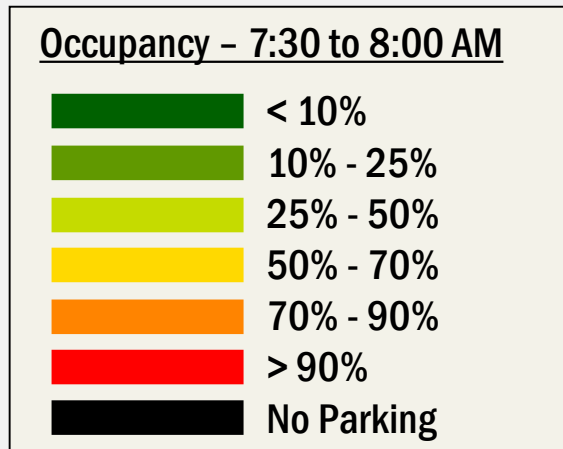 Occupancy – 7:30 to 8:00 AM
< 10%
10% - 25%
25% - 50%
50% - 70%
70% - 90%
> 90%
No Parking